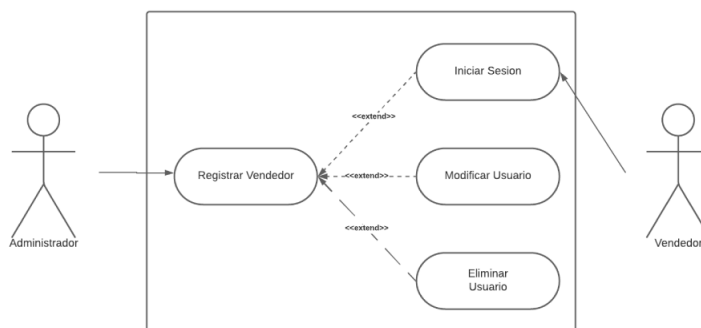 Iniciar Sesion
<<extend>>
Registrar Vendedor
<<extend>>
Modificar Usuario
<<extend>>
Administrador
Vendedor
Eliminar
Usuario